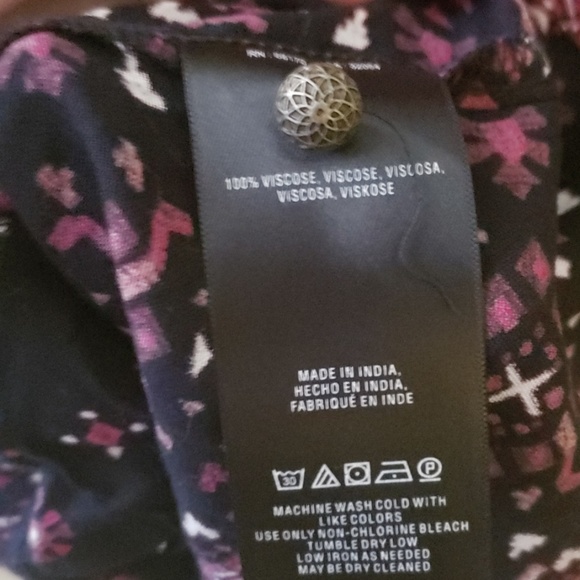 100% VISCOSE, VISCOSE, VISCOSA,
VISCOSA, VISKOSE
MADE IN INDIA,
HECHO EN INDIA,
FABRIQUÉ EN INDE
30 P
MACHINE WASH COLD WITH
LIKE COLORS
USE ONLY NON-CHLORINE BLEACH
TUMBLE DRY LOW
LOW IRON AS NEEDED
MAY BE DRY CLEANED